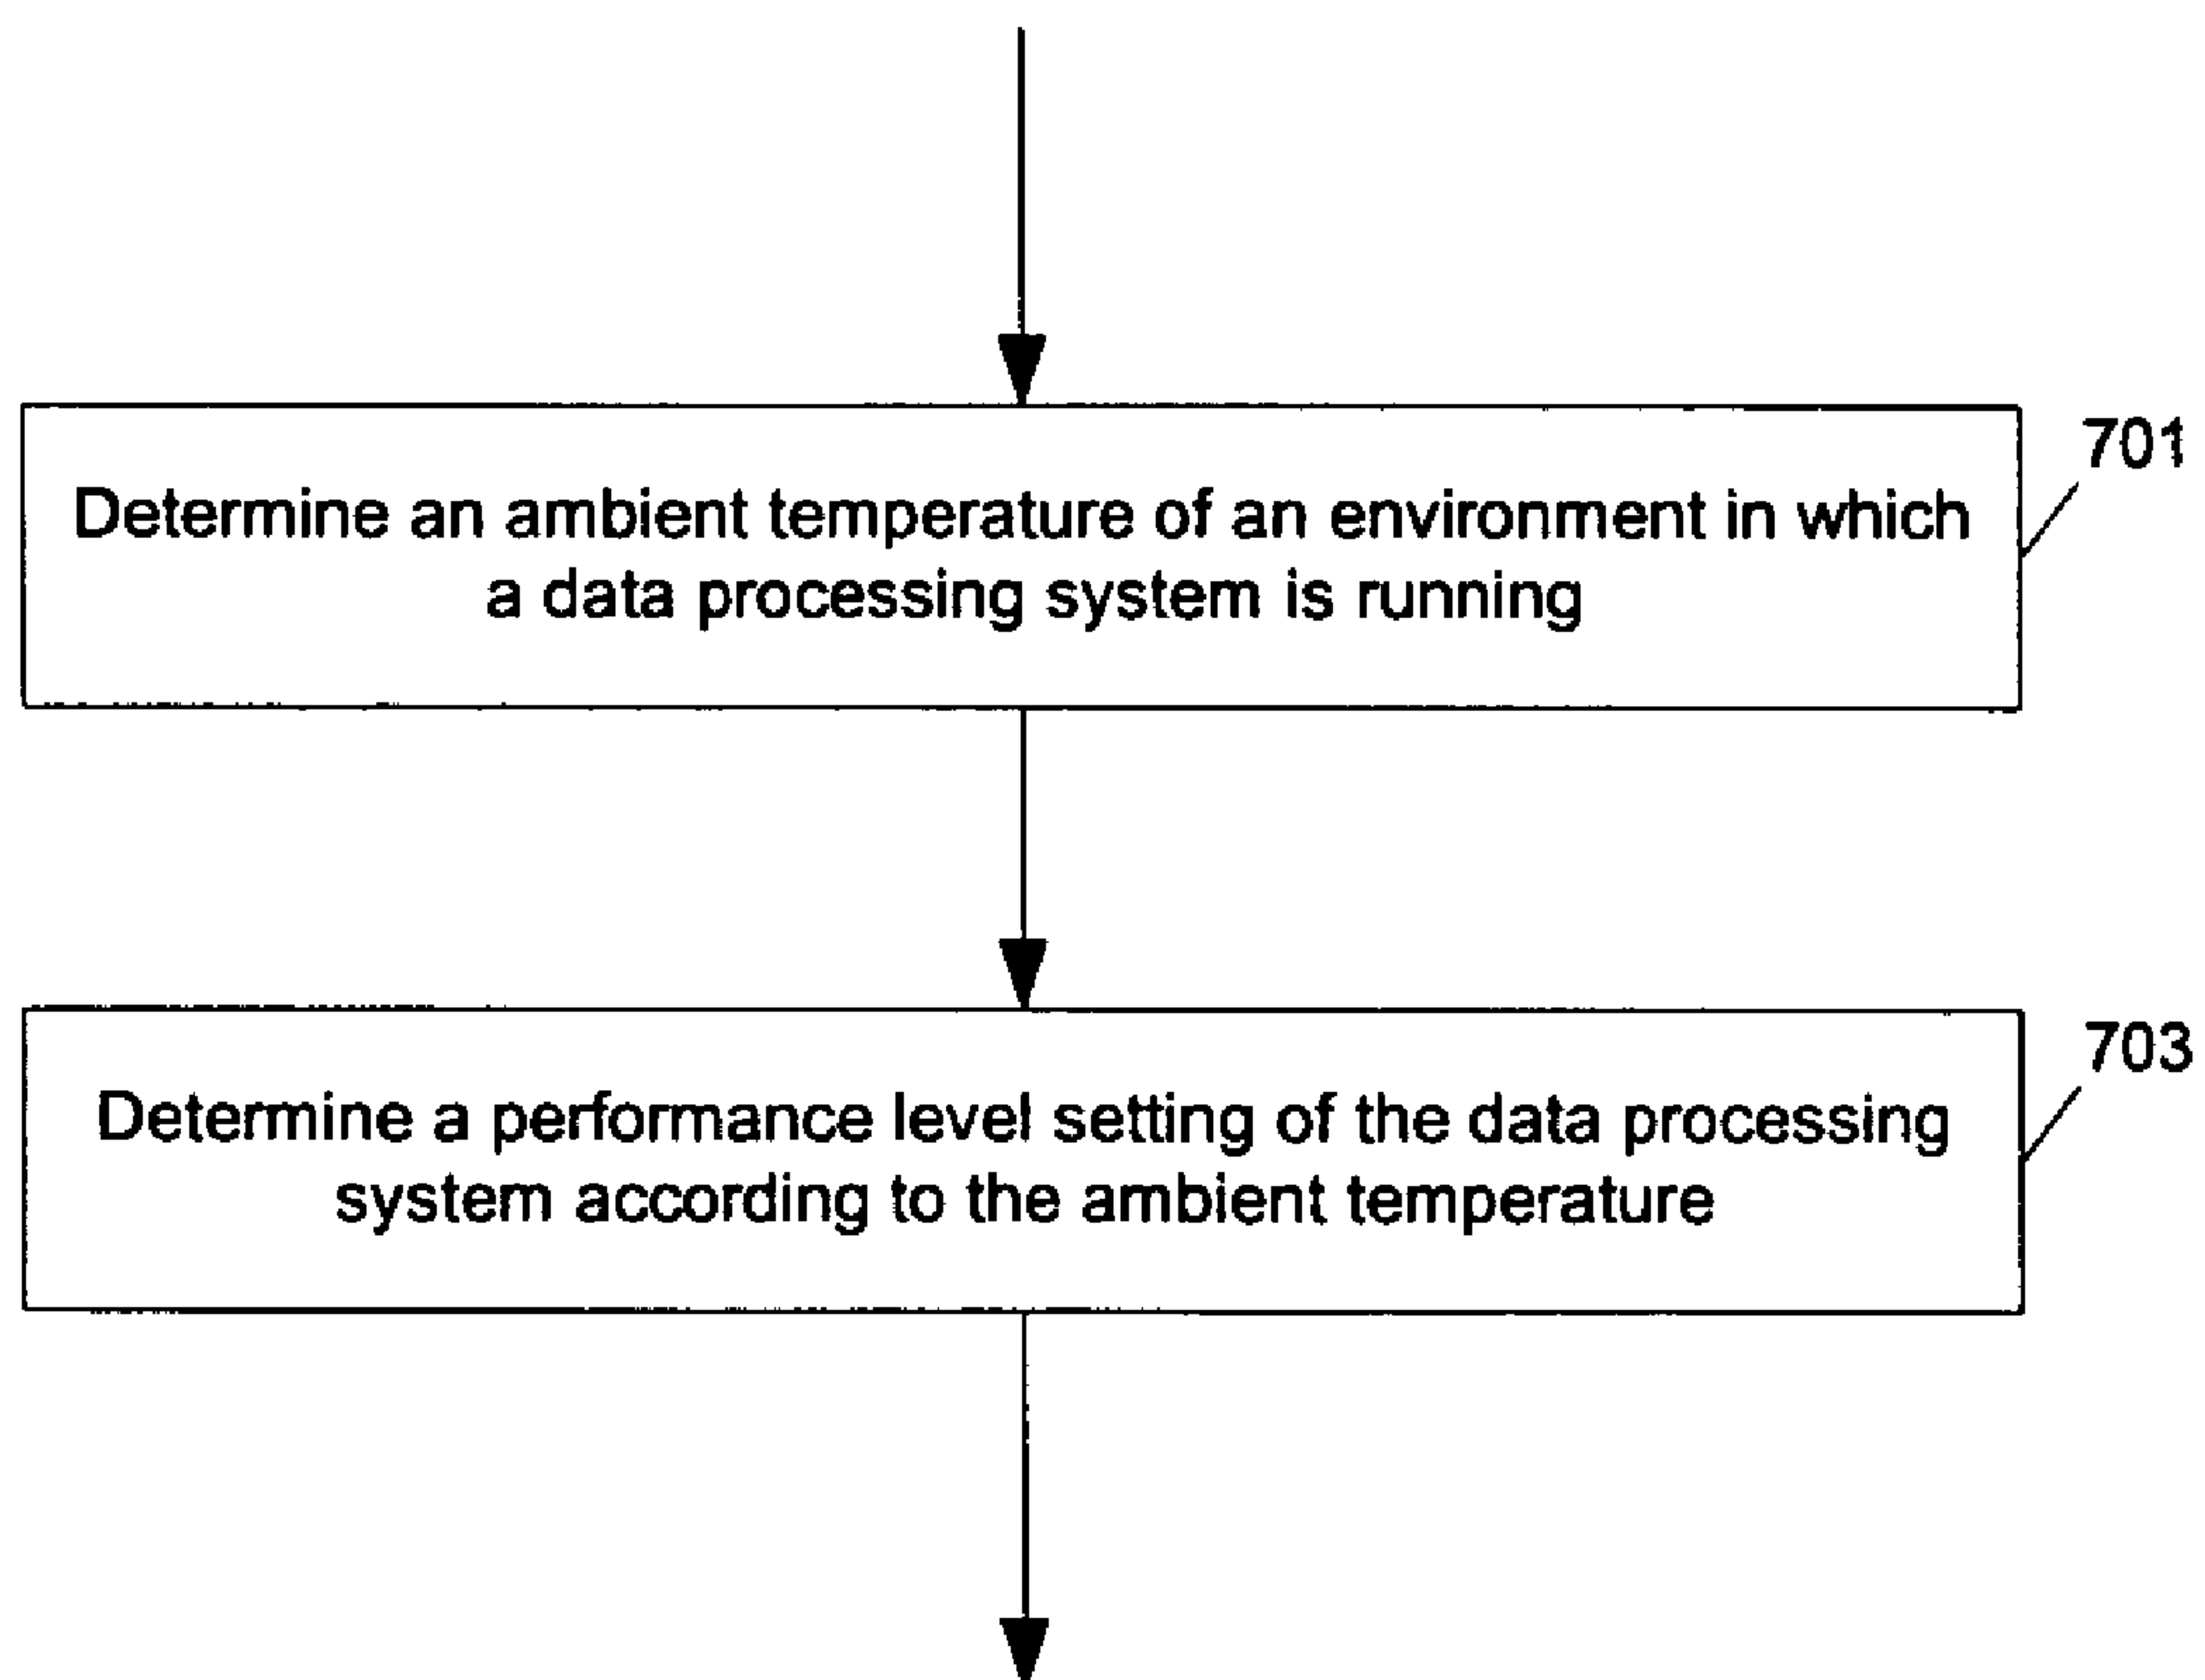 701
Determine an ambient temperature of an environment in which
a data processing system is running
703
Determine a performance level setting of the data processing
system according to the ambient temperature